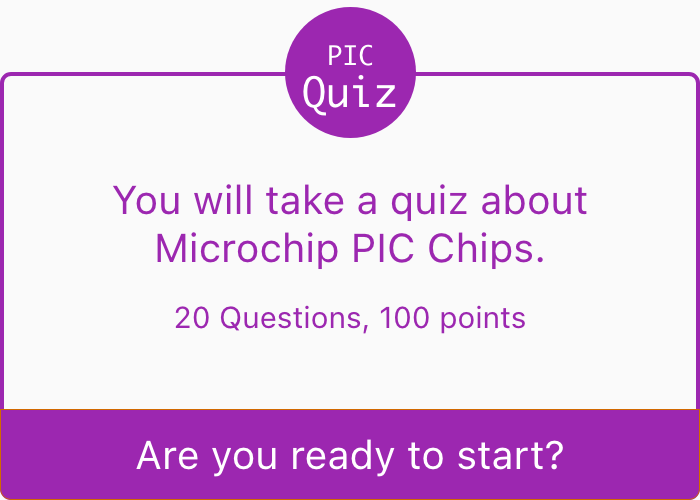 PIC
Quiz
You will take a quiz about
Microchip PIC Chips.
20 Questions, 100 points
Are you ready to start?